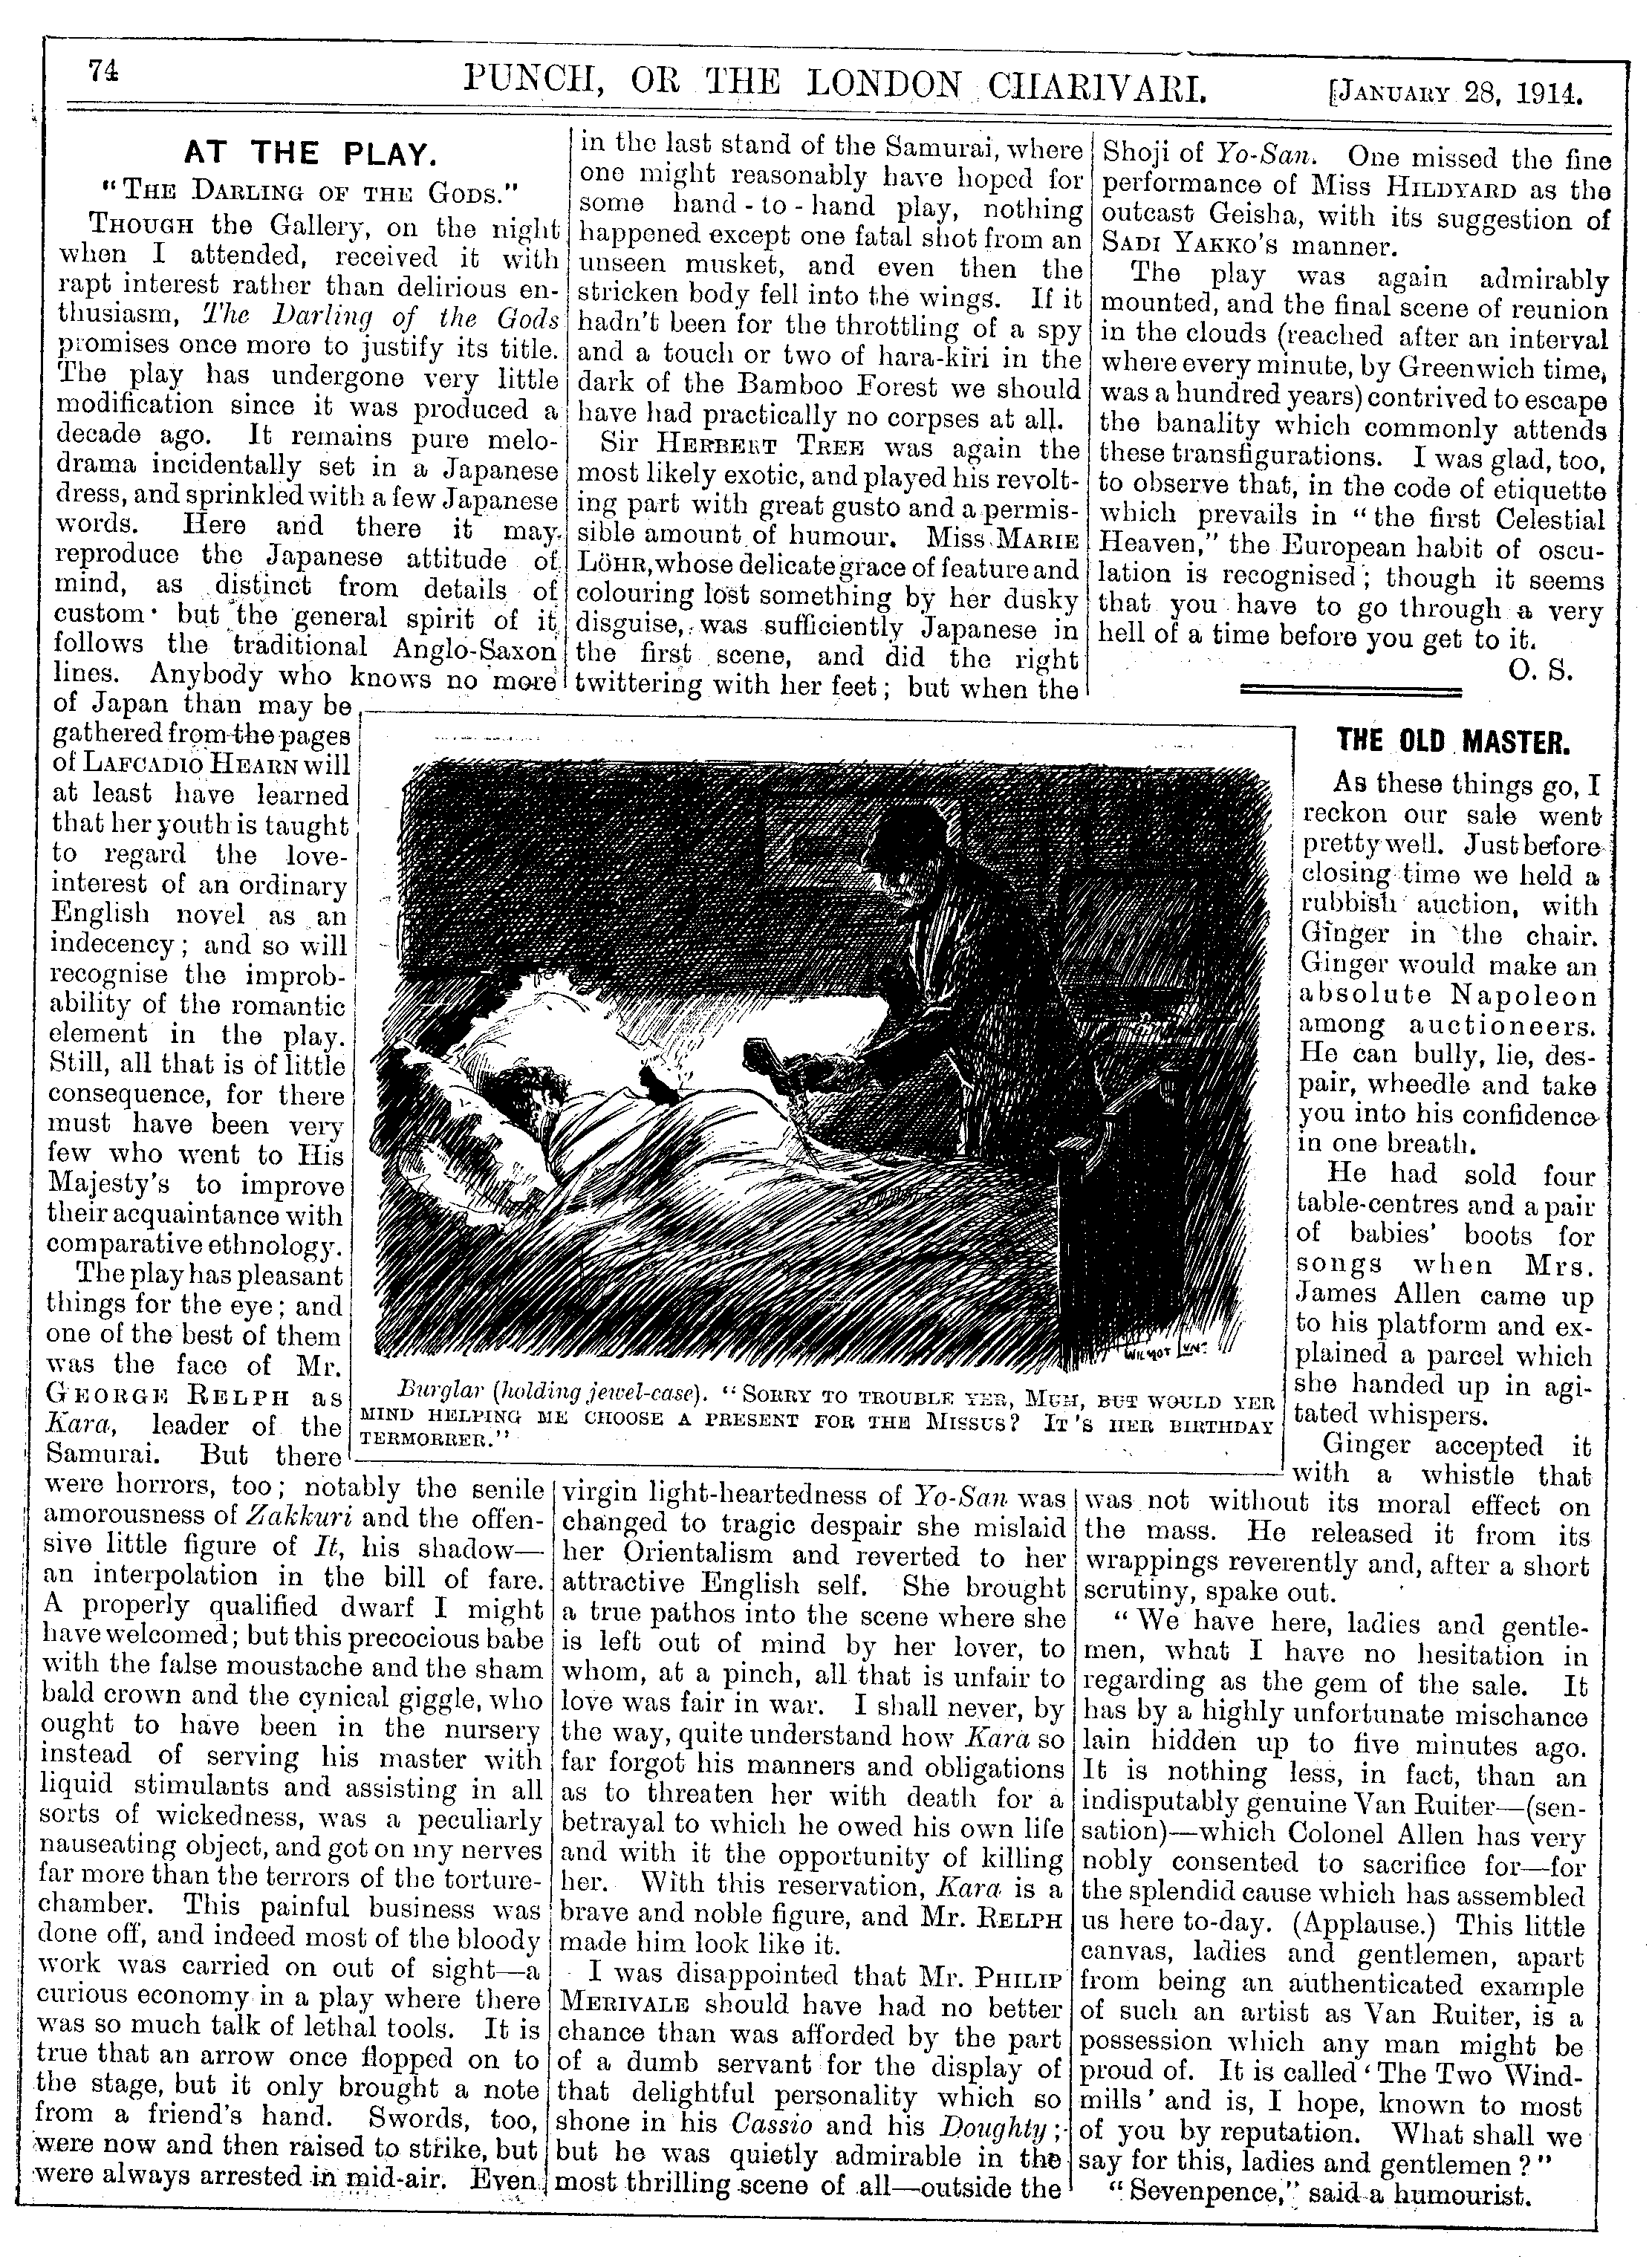 74
PUNCH, OR THE LONDON CHARIVARI.
[JANUARY 28, 1914.
AT THE PLAY.
"THE DARLING OF THE GODS."
THOUGH the Gallery, on the night
when I attended, received it with
rapt interest rather than delirious en-
thusiasm, The Darling of the Gods
promises once more to justify its title.
The play has undergone very little
modification since it was produced a
decade ago. It remains pure melo-
drama incidentally set in a Japanese
dress, and sprinkled with a few Japanese
words. Here and there it may
reproduce the Japanese attitude of
mind, as distinct from details of
custom but the general spirit of it
follows the traditional Anglo-Saxon
lines. Anybody who knows no more
of Japan than may be
gathered from the pages
of LAFCADIO HEARN will
at least have learned
that her youth is taught
to regard the love-
interest of an ordinary
English novel as an
indecency; and so will
recognise the improb-
ability of the romantic
element in the play.
Still, all that is of little
consequence, for there
must have been very
few who went to His
Majesty's to improve
their acquaintance with
comparative ethnology.
The play has pleasant
things for the eye; and
one of the best of them
was the face of Mr.
GEORGE RELPH as
Kara, leader of the
Samurai. But there
were horrors, too; notably the senile
amorousness of Zakkuri and the offen-
sive little figure of It, his shadow—
an interpolation in the bill of fare.
A properly qualified dwarf I might
have welcomed; but this precocious babe
with the false moustache and the sham
bald crown and the cynical giggle, who
ought to have been in the nursery
instead of serving his master with
liquid stimulants and assisting in all
sorts of wickedness, was a peculiarly
nauseating object, and got on my nerves
far more than the terrors of the torture-
chamber. This painful business was
done off, and indeed most of the bloody
work was carried on out of sight—a
curious economy in a play where there
was so much talk of lethal tools. It is
true that an arrow once flopped on to
the stage, but it only brought a note
from a friend's hand. Swords, too,
were now and then raised to strike, but
were always arrested in mid-air. Even
in the last stand of the Samurai, where
one might reasonably have hoped for
some hand-to-hand play, nothing
happened except one fatal shot from an
unseen musket, and even then the
stricken body fell into the wings. If it
hadn't been for the throttling of a spy
and a touch or two of hara-kiri in the
dark of the Bamboo Forest we should
have had practically no corpses at all.
Sir HERBERT TREE was again the
most likely exotic, and played his revolt-
ing part with great gusto and a permis-
sible amount of humour. Miss MARIE
LÖHR, whose delicate grace of feature and
colouring lost something by her dusky
disguise, was sufficiently Japanese in
the first scene, and did the right
twittering with her feet; but when the
WILMOT LUNT
Burglar (holding jewel-case). "SORRY TO TROUBLE YER, MUM, BUT WOULD YER
MIND HELPING ME CHOOSE A PRESENT FOR THE MISSUS? IT'S HER BIRTHDAY
TERMORRER."
virgin light-heartedness of Yo-San was
changed to tragic despair she mislaid
her Orientalism and reverted to her
attractive English self. She brought
a true pathos into the scene where she
is left out of mind by her lover, to
whom, at a pinch, all that is unfair to
love was fair in war. I shall never, by
the way, quite understand how Kara so
far forgot his manners and obligations
as to threaten her with death for a
betrayal to which he owed his own life
and with it the opportunity of killing
her. With this reservation, Kara is a
brave and noble figure, and Mr. RELPH
made him look like it.
I was disappointed that Mr. PHILIP
MERIVALE should have had no better
chance than was afforded by the part
of a dumb servant for the display of
that delightful personality which so
shone in his Cassio and his Doughty;
but he was quietly admirable in the
most thrilling scene of all—outside the
Shoji of Yo-San. One missed the fine
performance of Miss HILDYARD as the
outcast Geisha, with its suggestion of
SADI YAKKO'S manner.
The play was again admirably
mounted, and the final scene of reunion
in the clouds (reached after an interval
where every minute, by Greenwich time,
was a hundred years) contrived to escape
the banality which commonly attends
these transfigurations. I was glad, too,
to observe that, in the code of etiquette
which prevails in "the first Celestial
Heaven," the European habit of oscu-
lation is recognised; though it seems
that you have to go through a very
hell of a time before you get to it.
O. S.
THE OLD MASTER.
As these things go, I
reckon our sale went
pretty well. Just before
closing time we held a
rubbish auction, with
Ginger in the chair.
Ginger would make an
absolute Napoleon
among auctioneers.
He can bully, lie, des-
pair, wheedle and take
you into his confidence
in one breath.
He had sold four
table-centres and a pair
of babies' boots for
songs when Mrs.
James Allen came up
to his platform and ex-
plained a parcel which
she handed up in agi-
tated whispers.
Ginger accepted it
with a whistle that
was not without its moral effect on
the mass. He released it from its
wrappings reverently and, after a short
scrutiny, spake out.
"We have here, ladies and gentle-
men, what I have no hesitation in
regarding as the gem of the sale. It
has by a highly unfortunate mischance
lain hidden up to five minutes ago.
It is nothing less, in fact, than an
indisputably genuine Van Ruiter—(sen-
sation)—which Colonel Allen has very
nobly consented to sacrifice for—for
the splendid cause which has assembled
us here to-day. (Applause.) This little
canvas, ladies and gentlemen, apart
from being an authenticated example
of such an artist as Van Ruiter, is a
possession which any man might be
proud of. It is called 'The Two Wind-
mills' and is, I hope, known to most
of you by reputation. What shall we
say for this, ladies and gentlemen?"
"Sevenpence," said a humourist.